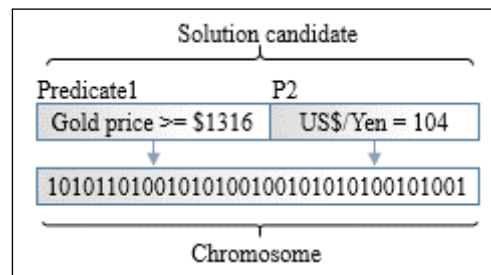 Solution candidate
Predicate1 P2
Gold price >= $1316 US$/Yen = 104
10101101001010100100101010100101001
Chromosome